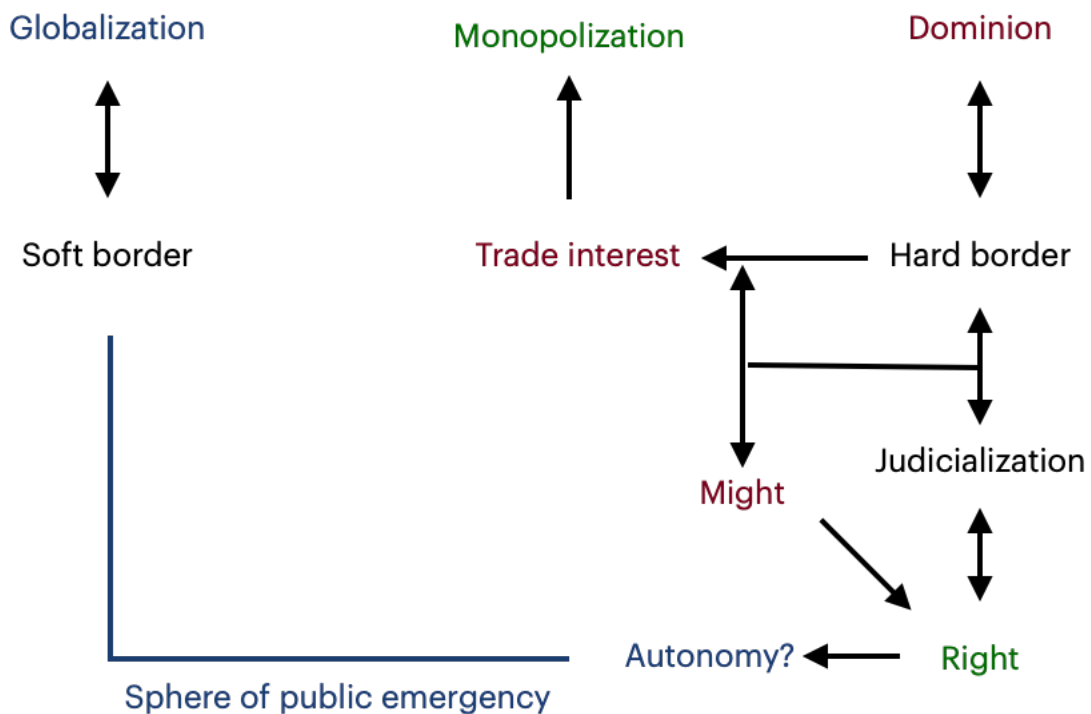 Globalization
Monopolization
Dominion
Soft border
Trade interest
Hard border
Judicialization
Might
Autonomy?
Right
Sphere of public emergency